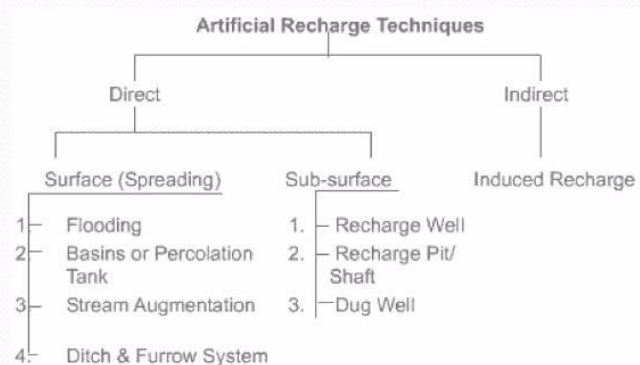 Artificial Recharge Techniques
Direct
Indirect
Surface (Spreading)
Sub-surface
Induced Recharge
1 Flooding
2 Basins or Percolation
Tank
3 Stream Augmentation
4. Ditch & Furrow System
1. Recharge Well
2. Recharge Pit/
Shaft
3. Dug Well